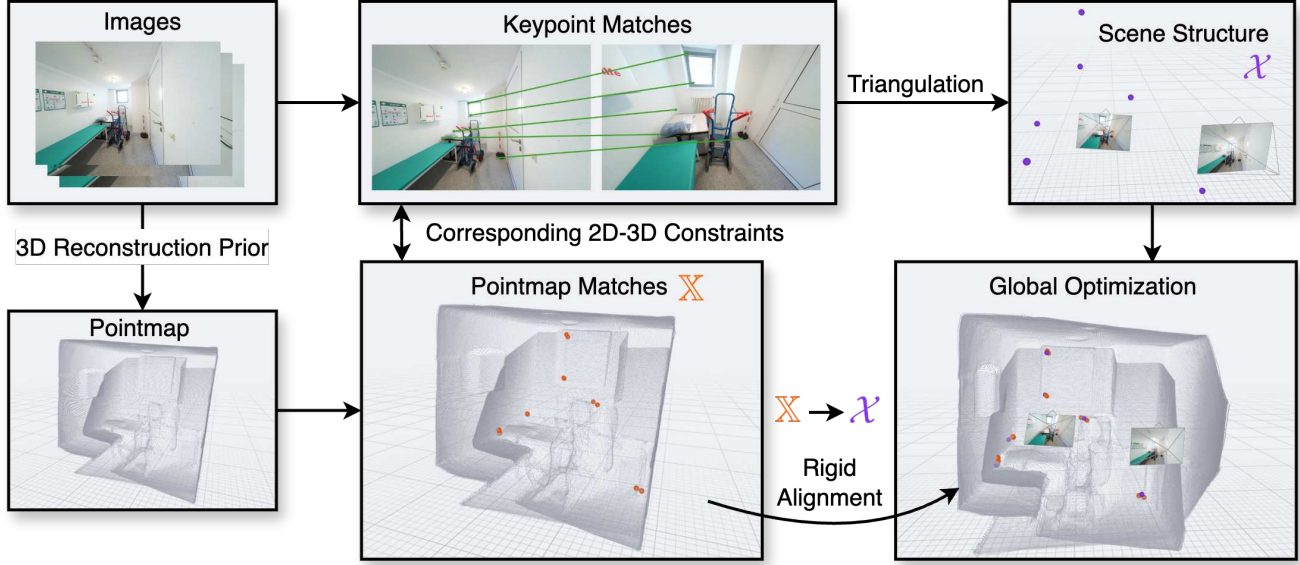 Images
Keypoint Matches
Scene Structure
𝒳
Triangulation
3D Reconstruction Prior
Corresponding 2D-3D Constraints
Pointmap
Pointmap Matches 𝕏
Global Optimization
𝕏 → 𝒳
Rigid
Alignment